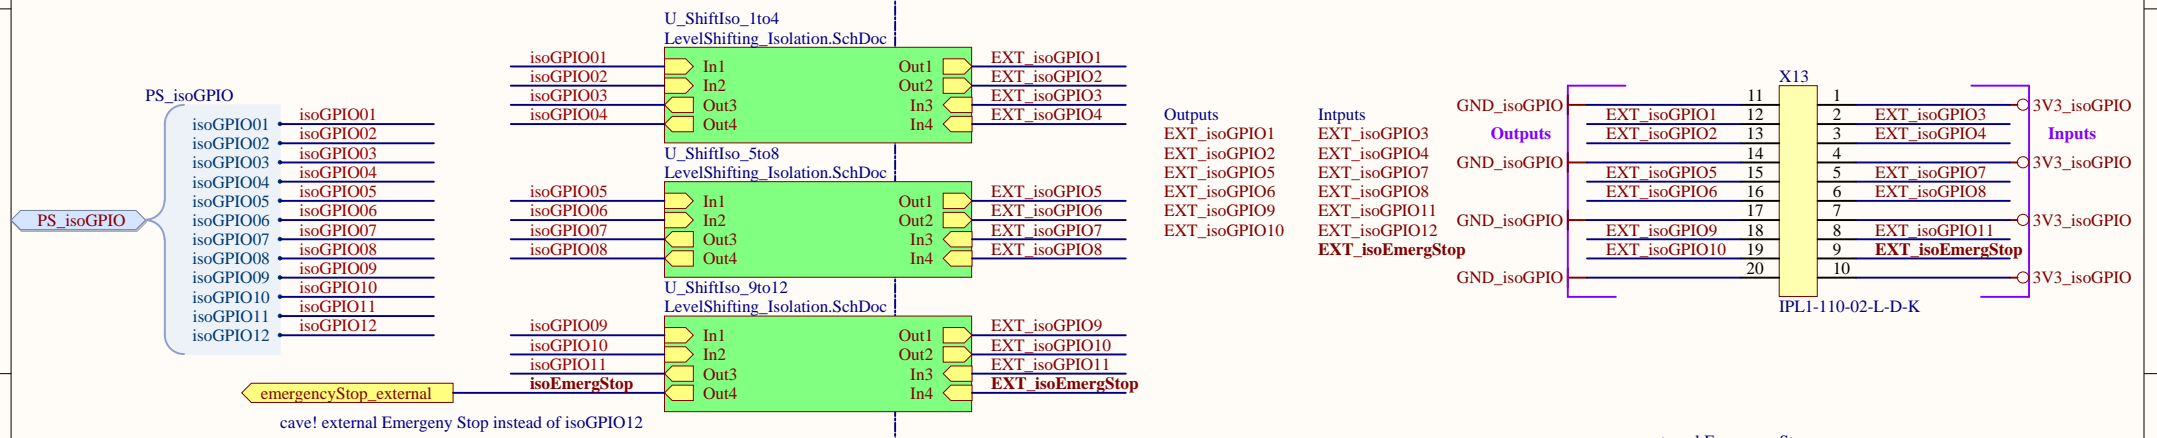 PS_isoGPIO
PS_isoGPIO
isoGPIO01
isoGPIO02
isoGPIO03
isoGPIO04
isoGPIO05
isoGPIO06
isoGPIO07
isoGPIO08
isoGPIO09
isoGPIO10
isoGPIO11
isoGPIO12
isoGPIO01
isoGPIO02
isoGPIO03
isoGPIO04
isoGPIO05
isoGPIO06
isoGPIO07
isoGPIO08
isoGPIO09
isoGPIO10
isoGPIO11
isoGPIO12
U_ShiftIso_1to4
LevelShifting_Isolation.SchDoc
isoGPIO01 In1 Out1 EXT_isoGPIO1
isoGPIO02 In2 Out2 EXT_isoGPIO2
isoGPIO03 Out3 In3 EXT_isoGPIO3
isoGPIO04 Out4 In4 EXT_isoGPIO4
U_ShiftIso_5to8
LevelShifting_Isolation.SchDoc
isoGPIO05 In1 Out1 EXT_isoGPIO5
isoGPIO06 In2 Out2 EXT_isoGPIO6
isoGPIO07 Out3 In3 EXT_isoGPIO7
isoGPIO08 Out4 In4 EXT_isoGPIO8
U_ShiftIso_9to12
LevelShifting_Isolation.SchDoc
isoGPIO09 In1 Out1 EXT_isoGPIO9
isoGPIO10 In2 Out2 EXT_isoGPIO10
isoGPIO11 Out3 In3 EXT_isoGPIO11
isoEmergStop Out4 In4 EXT_isoEmergStop
emergencyStop_external
cave! external Emergeny Stop instead of isoGPIO12
Outputs
EXT_isoGPIO1
EXT_isoGPIO2
EXT_isoGPIO5
EXT_isoGPIO6
EXT_isoGPIO9
EXT_isoGPIO10
Intputs
EXT_isoGPIO3
EXT_isoGPIO4
EXT_isoGPIO7
EXT_isoGPIO8
EXT_isoGPIO11
EXT_isoGPIO12
EXT_isoEmergStop
X13
GND_isoGPIO 11 1 3V3_isoGPIO
EXT_isoGPIO1 12 2 EXT_isoGPIO3
Outputs EXT_isoGPIO2 13 3 EXT_isoGPIO4 Inputs
GND_isoGPIO 14 4 3V3_isoGPIO
EXT_isoGPIO5 15 5 EXT_isoGPIO7
EXT_isoGPIO6 16 6 EXT_isoGPIO8
GND_isoGPIO 17 7 3V3_isoGPIO
EXT_isoGPIO9 18 8 EXT_isoGPIO11
EXT_isoGPIO10 19 9 EXT_isoEmergStop
GND_isoGPIO 20 10 3V3_isoGPIO
IPL1-110-02-L-D-K